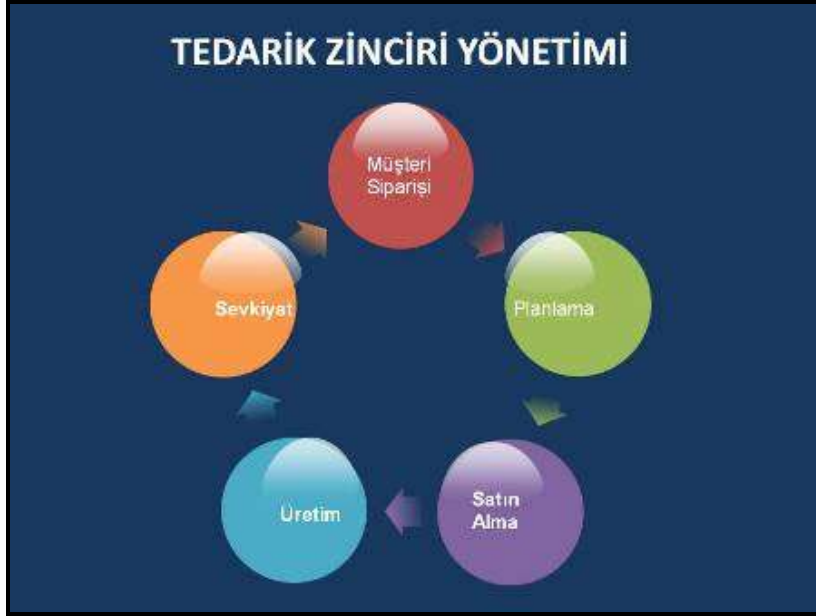 TEDARİK ZİNCİRİ YÖNETİMİ
Müşteri
Siparişi
Planlama
Satın
Alma
Üretim
Sevkiyat